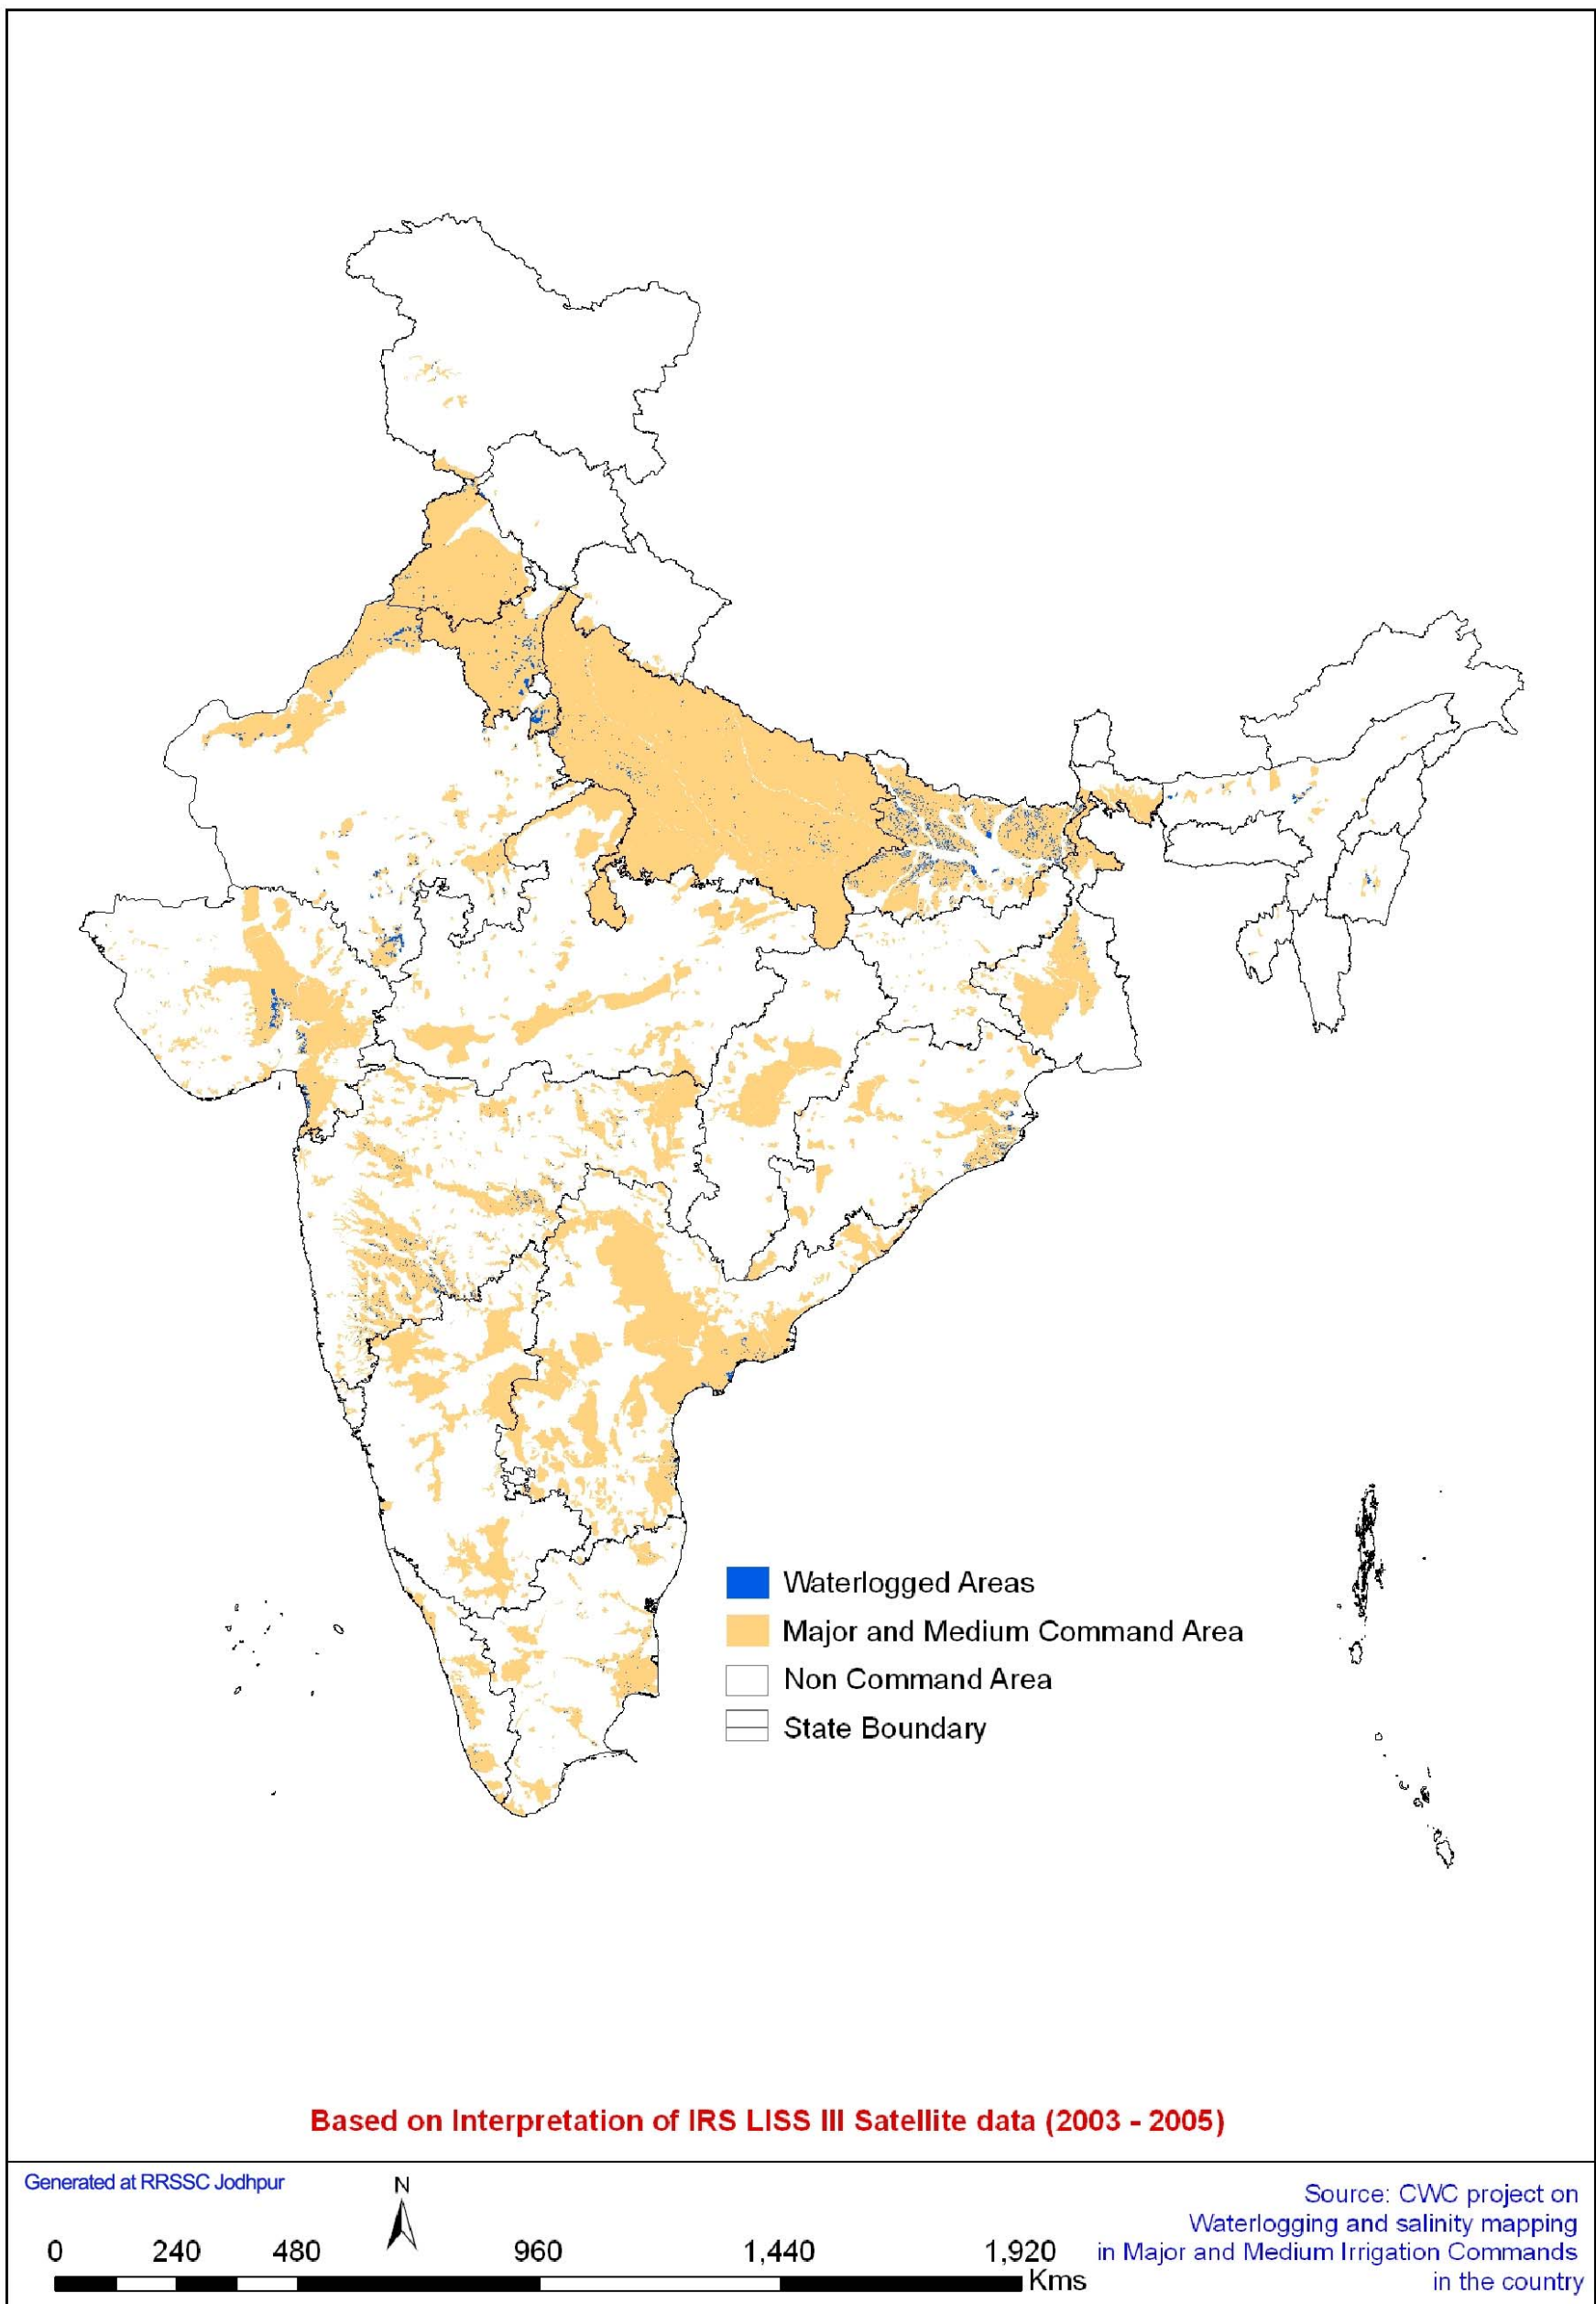 Waterlogged Areas
Major and Medium Command Area
Non Command Area
State Boundary
Based on Interpretation of IRS LISS III Satellite data (2003 - 2005)
Generated at RRSSC Jodhpur
N
0 240 480 960 1,440 1,920
Kms
Source: CWC project on
Waterlogging and salinity mapping
in Major and Medium Irrigation Commands
in the country